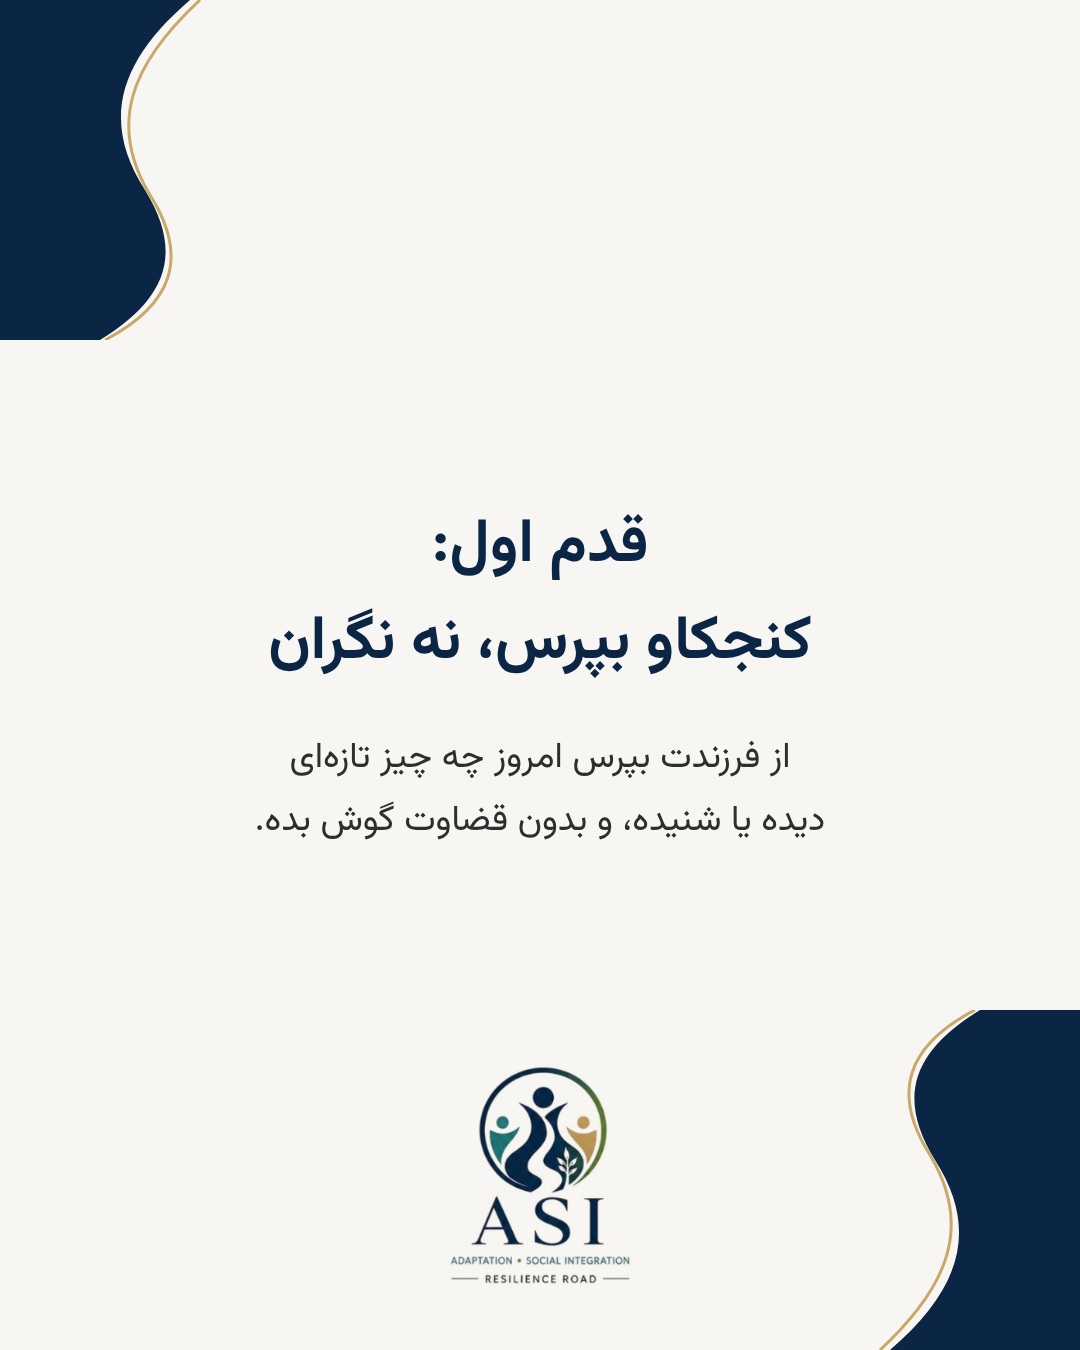 قدم اول:
کنجکاو بپرس، نه نگران
از فرزندت بپرس امروز چه چیز تازه‌ای
دیده یا شنیده، و بدون قضاوت گوش بده.
ASI
ADAPTATION • SOCIAL INTEGRATION
RESILIENCE ROAD